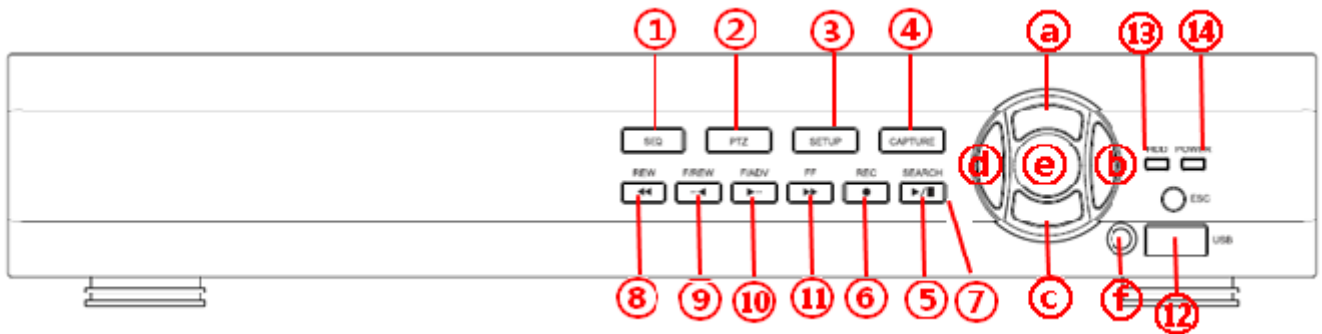 ① ② ③ ④ ⓐ ⑬ ⑭
SEQ PTZ SETUP CAPTURE
HDD POWER
ⓓ ⓔ ⓑ
REW F/REW F/ADV FF REC SEARCH
ESC
USB
⑧ ⑨ ⑩ ⑪ ⑥ ⑤ ⑦ ⓒ ⓕ ⑫